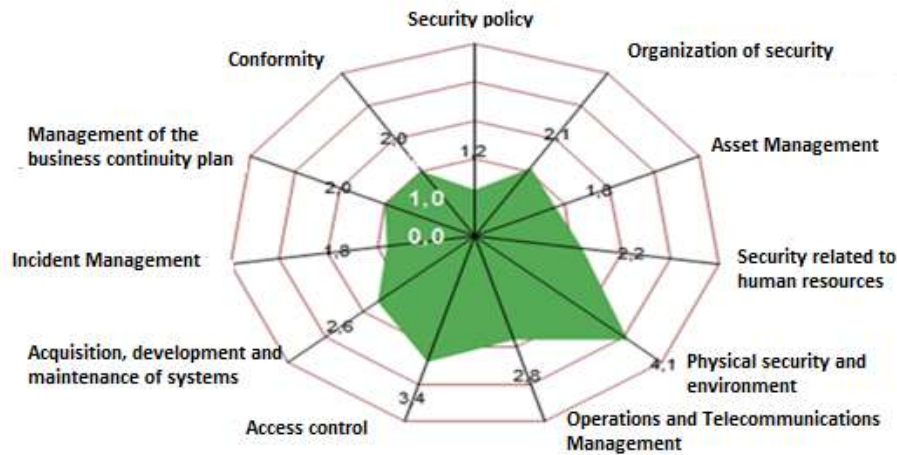 Security policy
Organization of security
Conformity
2,0
2,1
1,2
Management of the
business continuity plan
Asset Management
2,0
1,8
1,0
0,0
Incident Management
1,8
2,2
Security related to
human resources
2,6
Acquisition, development and
maintenance of systems
4,1
Physical security and
environment
3,4
2,8
Access control
Operations and Telecommunications
Management